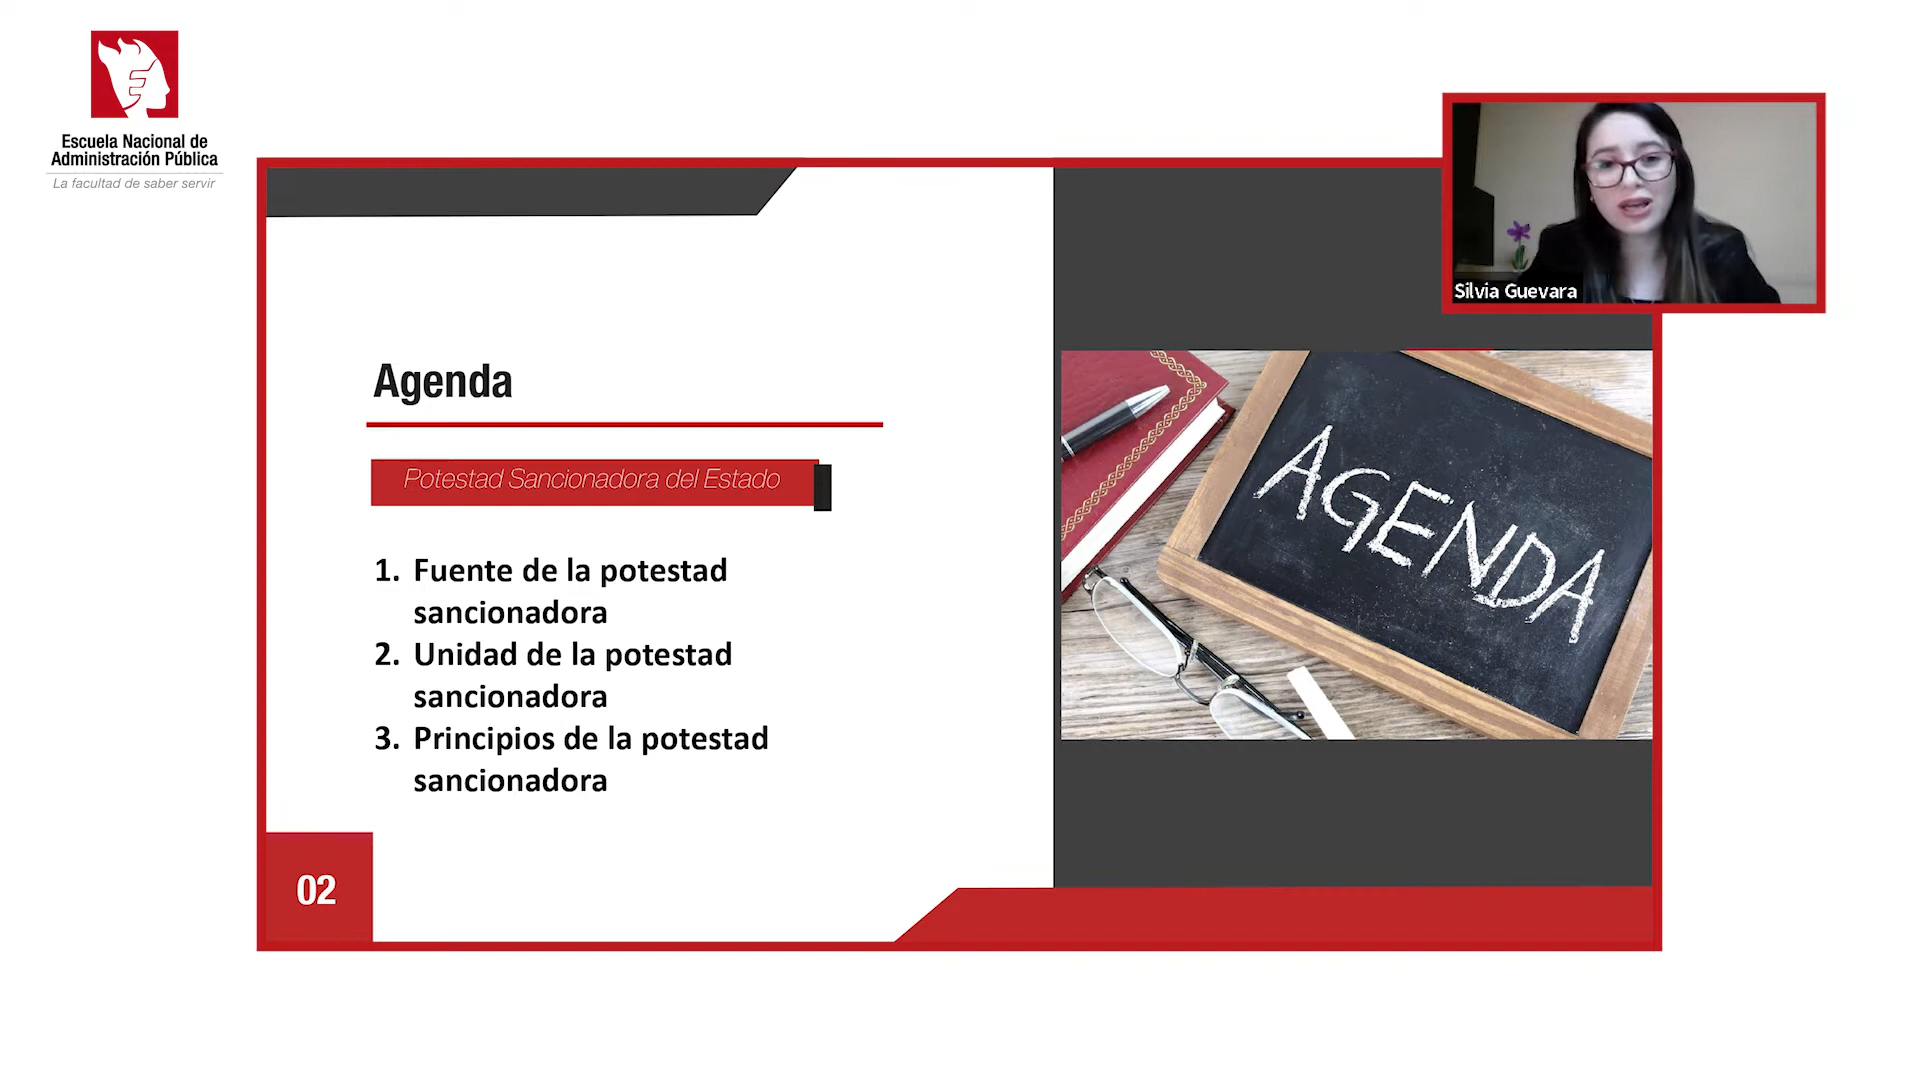 Escuela Nacional de
Administración Pública
La facultad de saber servir
Silvia Guevara
Agenda
Potestad Sancionadora del Estado
1. Fuente de la potestad
sancionadora
2. Unidad de la potestad
sancionadora
3. Principios de la potestad
sancionadora
AGENDA
02